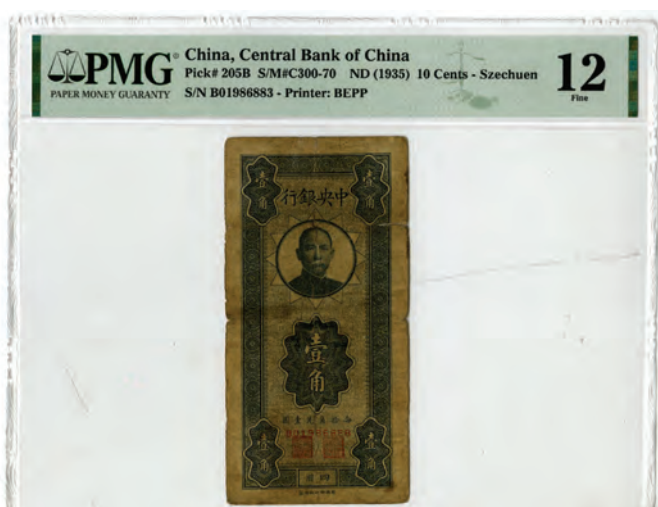 PMG
PAPER MONEY GUARANTY
China, Central Bank of China
Pick# 205B S/M#C300-70 ND (1935) 10 Cents - Szechuen
S/N B01986883 - Printer: BEPP
12
Fine
壹角
壹角
行銀央中
壹角
壹角
壹角